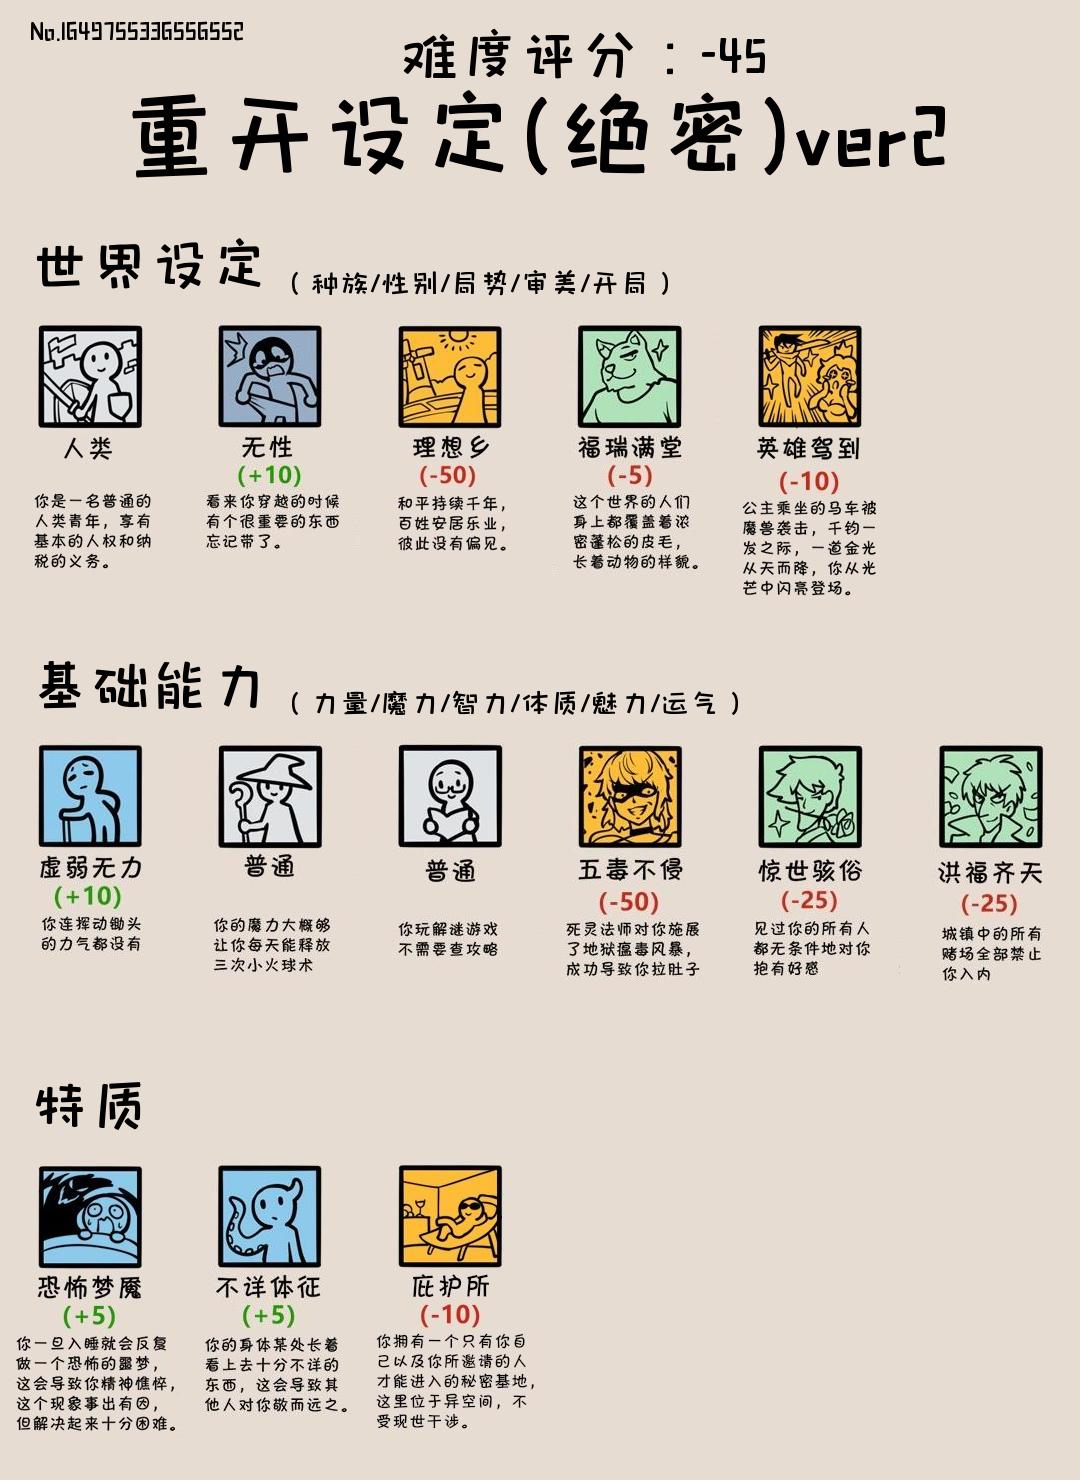 No.1649755336556552
难度评分：-45
重开设定(绝密)ver2
世界设定
（种族/性别/局势/审美/开局）
人类
你是一名普通的
人类青年，享有
基本的人权和纳
税的义务。
无性
(+10)
看来你穿越的时候
有个很重要的东西
忘记带了。
理想乡
(-50)
和平持续千年，
百姓安居乐业，
彼此没有偏见。
福瑞满堂
(-5)
这个世界的人们
身上都覆盖着浓
密蓬松的皮毛，
长着动物的样貌。
英雄驾到
(-10)
公主乘坐的马车被
魔兽袭击，千钧一
发之际，一道金光
从天而降，你从光
芒中闪亮登场。
基础能力
（力量/魔力/智力/体质/魅力/运气）
虚弱无力
(+10)
你连挥动锄头
的力气都没有
普通
你的魔力大概够
让你每天能释放
三次小火球术
普通
你玩解谜游戏
不需要查攻略
五毒不侵
(-50)
死灵法师对你施展
了地狱瘟毒风暴，
成功导致你拉肚子
惊世骇俗
(-25)
见过你的所有人
都无条件地对你
抱有好感
洪福齐天
(-25)
城镇中的所有
赌场全部禁止
你入内
特质
恐怖梦魇
(+5)
你一旦入睡就会反复
做一个恐怖的噩梦，
这会导致你精神憔悴，
这个现象事出有因，
但解决起来十分困难。
不详体征
(+5)
你的身体某处长着
看上去十分不详的
东西，这会导致其
他人对你敬而远之。
庇护所
(-10)
你拥有一个只有你自
己以及你所邀请的人
才能进入的秘密基地，
这里位于异空间，不
受现世干涉。